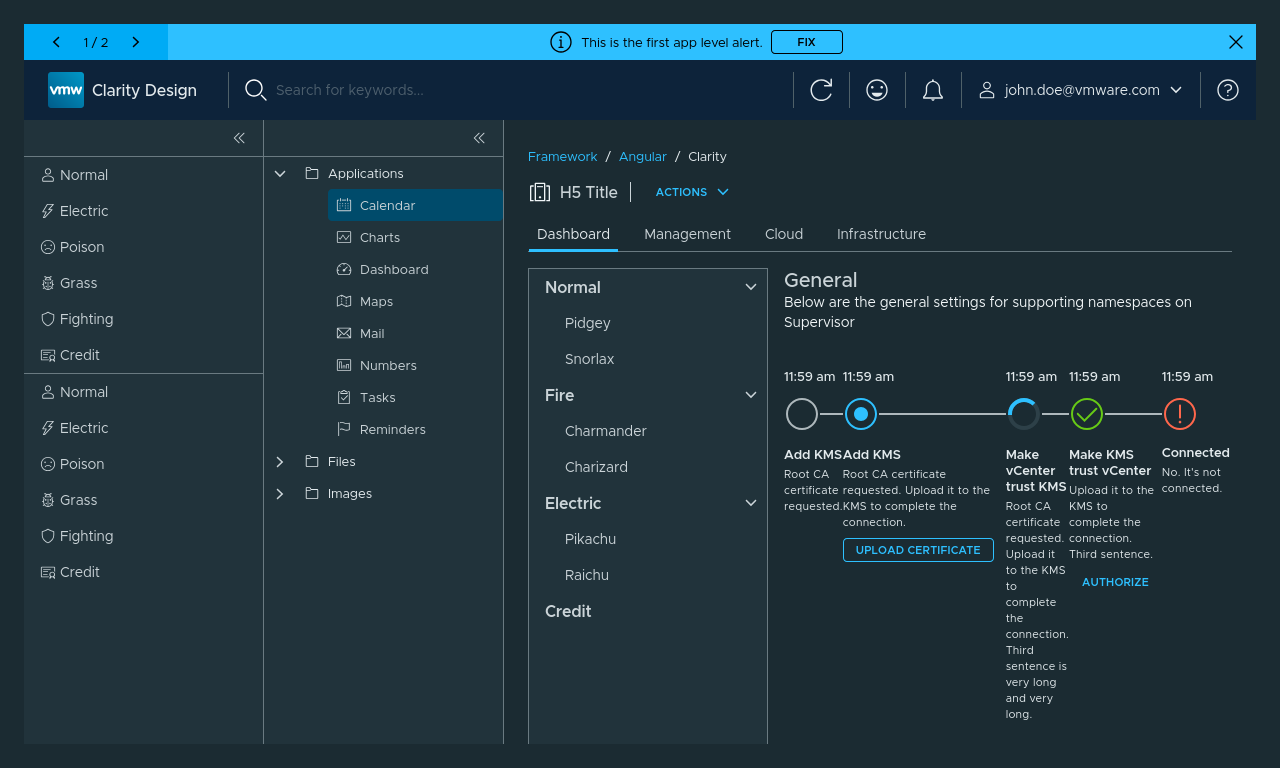 1 / 2
This is the first app level alert.
FIX
vmw
Clarity Design
Search for keywords...
john.doe@vmware.com
Normal
Electric
Poison
Grass
Fighting
Credit
Normal
Electric
Poison
Grass
Fighting
Credit
Applications
Calendar
Charts
Dashboard
Maps
Mail
Numbers
Tasks
Reminders
Files
Images
Framework / Angular / Clarity
H5 Title
ACTIONS
Dashboard
Management
Cloud
Infrastructure
Normal
Pidgey
Snorlax
Fire
Charmander
Charizard
Electric
Pikachu
Raichu
Credit
General
Below are the general settings for supporting namespaces on
Supervisor
11:59 am
Add KMS
Root CA
certificate
requested.
11:59 am
Add KMS
Root CA certificate
requested. Upload it to the
KMS to complete the
connection.
UPLOAD CERTIFICATE
11:59 am
Make
vCenter
trust KMS
Root CA
certificate
requested.
Upload it
to the KMS
to
complete
the
connection.
Third
sentence is
very long
and very
long.
11:59 am
Make KMS
trust vCenter
Upload it to the
KMS to
complete the
connection.
Third sentence.
AUTHORIZE
11:59 am
Connected
No. It's not
connected.